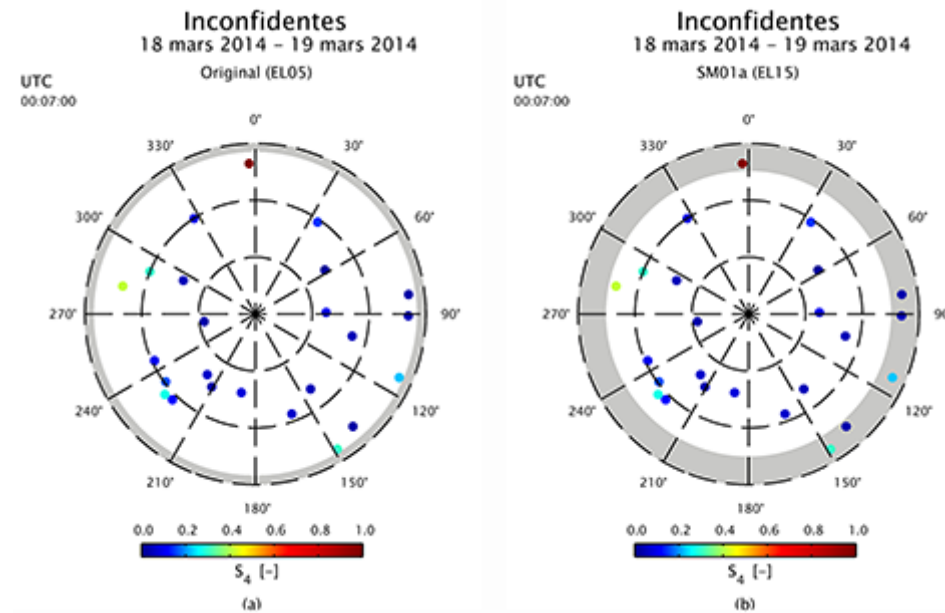 Inconfidentes
18 mars 2014 – 19 mars 2014
Original (EL05)
UTC
00:07:00
0°
30°
60°
90°
120°
150°
180°
210°
240°
270°
300°
330°
0.0 0.2 0.4 0.6 0.8 1.0
S4 [-]
(a)
Inconfidentes
18 mars 2014 – 19 mars 2014
SM01a (EL15)
UTC
00:07:00
0°
30°
60°
90
120°
150°
180°
210°
240°
270°
300°
330°
0.0 0.2 0.4 0.6 0.8 1.0
S4 [-]
(b)